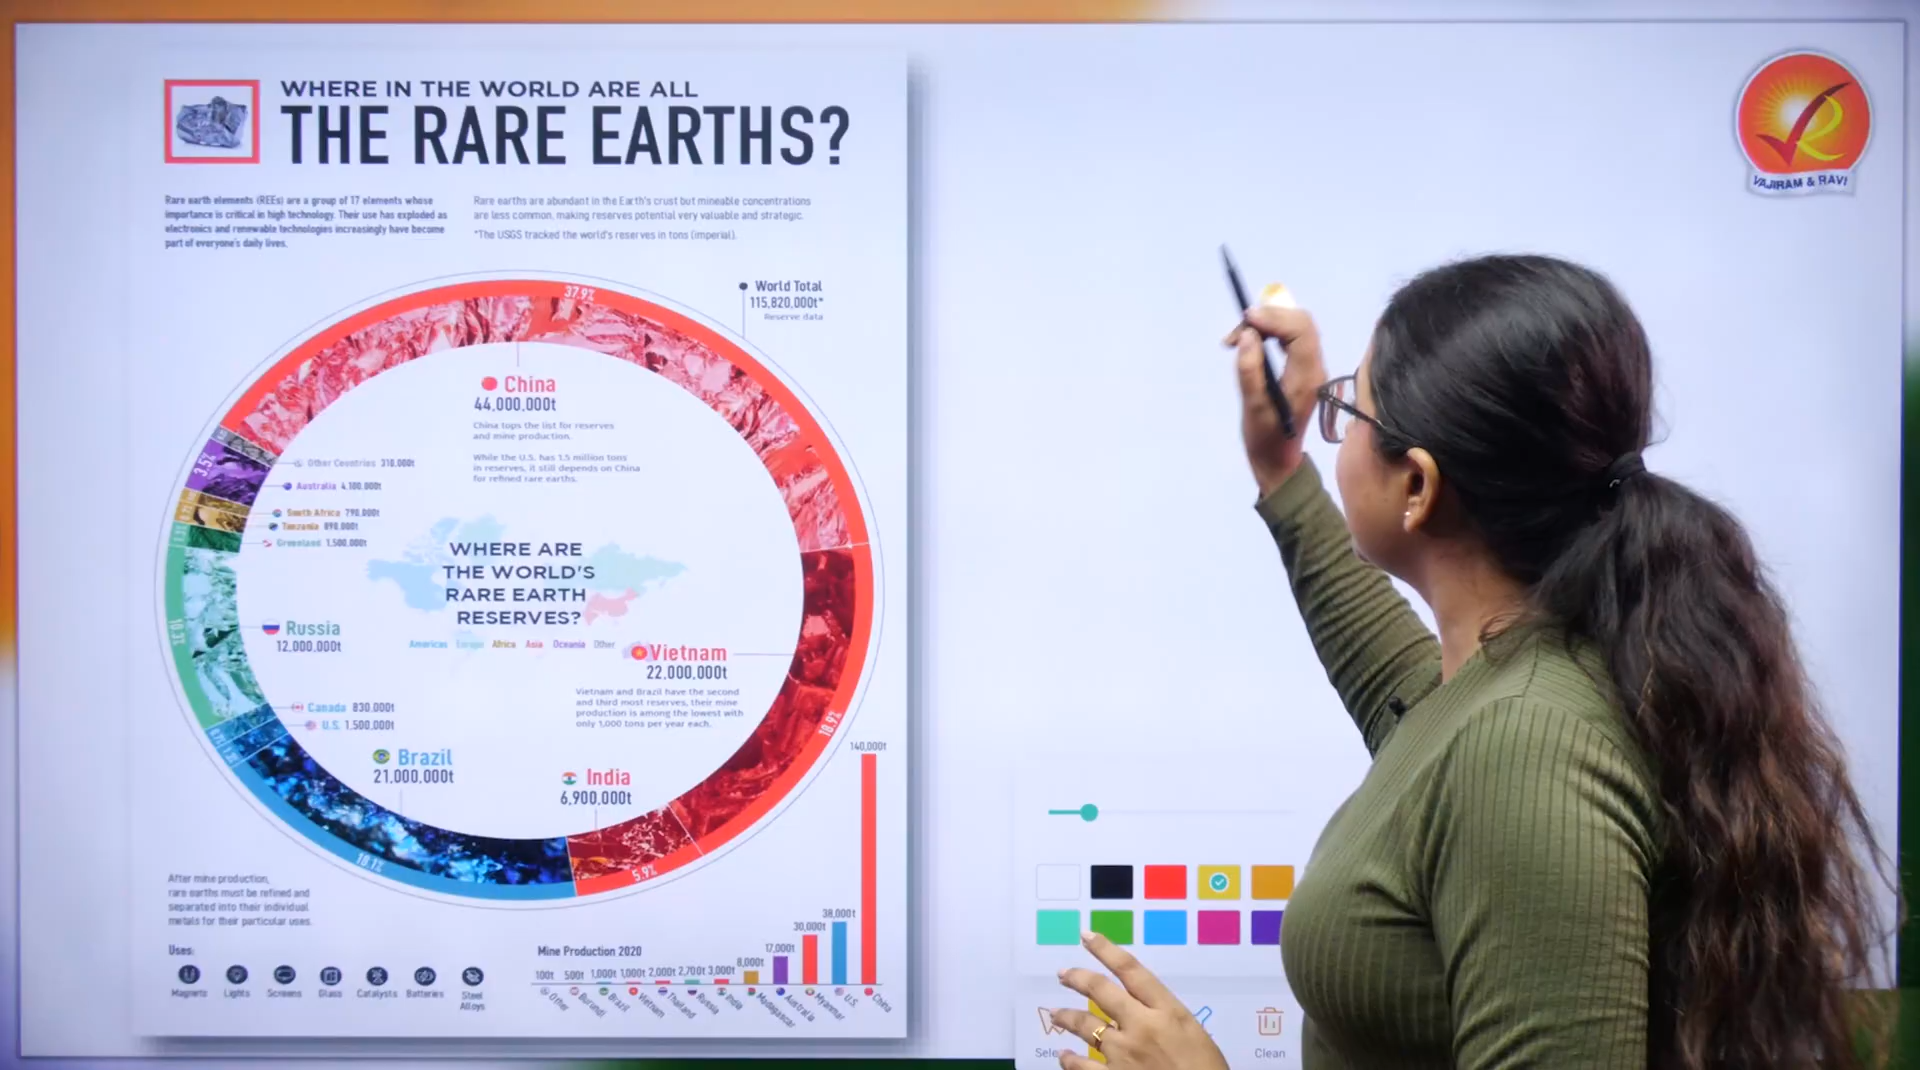 WHERE IN THE WORLD ARE ALL
THE RARE EARTHS?
Rare earth elements (REEs) are a group of 17 elements whose
importance is critical in high technology. Their use has exploded as
electronics and renewable technologies increasingly have become
part of everyone's daily lives.
Rare earths are abundant in the Earth's crust but mineable concentrations
are less common, making reserves potential very valuable and strategic.
*The USGS tracked the world's reserves in tons (imperial).
VAJIRAM & RAVI
World Total
115,820,000t*
Reserve data
37.9%
China
44,000,000t
China tops the list for reserves
and mine production.
While the U.S. has 1.5 million tons
in reserves, it still depends on China
for refined rare earths.
3.5%
Other Countries 310,000t
Australia 4,100,000t
South Africa 790,000t
Tanzania 890,000t
Greenland 1,500,000t
WHERE ARE
THE WORLD'S
RARE EARTH
RESERVES?
Americas Europe Africa Asia Oceania Other
10.3%
Russia
12,000,000t
Vietnam
22,000,000t
Vietnam and Brazil have the second
and third most reserves, their mine
production is among the lowest with
only 1,000 tons per year each.
18.9%
Canada 830,000t
U.S. 1,500,000t
Brazil
21,000,000t
18.1%
India
6,900,000t
5.9%
After mine production,
rare earths must be refined and
separated into their individual
metals for their particular uses.
Uses:
Magnets Lights Screens Glass Catalysts Batteries Steel
Alloys
Mine Production 2020
100t 500t 1,000t 1,000t 2,000t 2,700t 3,000t 8,000t 17,000t 30,000t 38,000t 140,000t
Other Burundi Brazil Vietnam Thailand Russia India Madagascar Australia Myanmar U.S. China
Clean